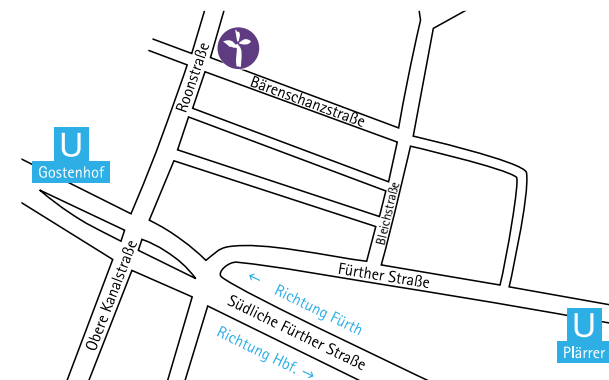 Roonstraße
Bärenschanzstraße
U
Gostenhof
Bleichstraße
Obere Kanalstraße
Fürther Straße
← Richtung Fürth
Südliche Fürther Straße
Richtung Hbf. →
U
Plärrer